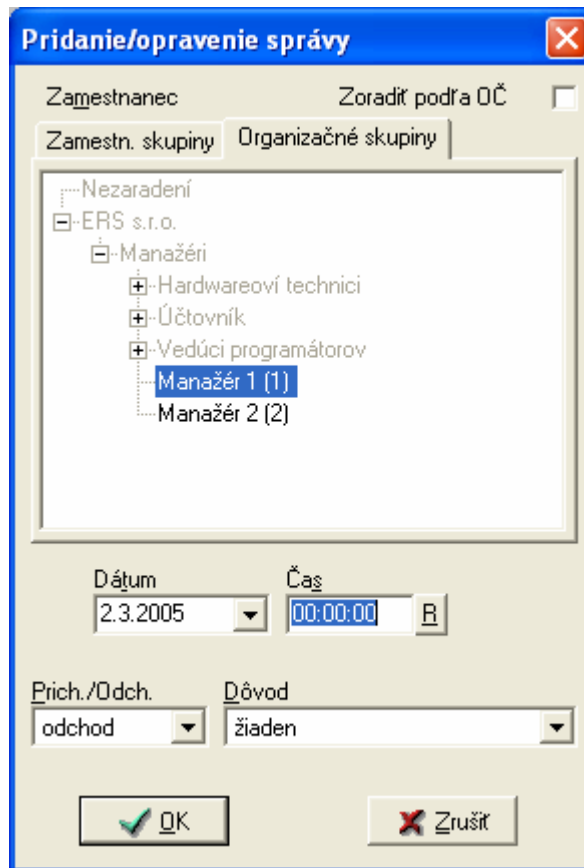 Pridanie/opravenie správy
Zamestnanec Zoradiť podľa OČ
Zamestn. skupiny Organizačné skupiny
Nezaradení
ERS s.r.o.
Manažéri
Hardwareoví technici
Účtovník
Vedúci programátorov
Manažér 1 (1)
Manažér 2 (2)
Dátum Čas
2.3.2005 00:00:00 R
Prich./Odch. Dôvod
odchod žiaden
OK Zrušiť